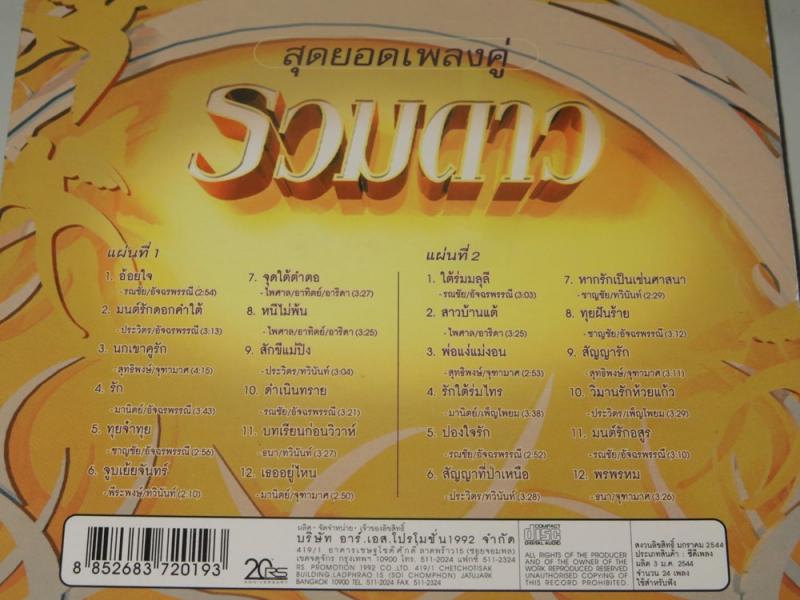 สุดยอดเพลงคู่
รวมดาว
แผ่นที่ 1
1. อ้อยใจ
-รณชัย/อัจฉรพรรณี (2:54)
2. มนต์รักดอกคำใต้
-ประวิตร/อัจฉรพรรณี (3:13)
3. นกเขาคูรัก
-สุทธิพงษ์/จุฑามาศ (4:15)
4. รัก
-มานิตย์/อัจฉรพรรณี (3.43)
5. ทุยจ๋าทุย
-ชาญชัย/อัจฉรพรรณี (2:56)
6. จูบเย้ยจันทร์
-พีระพงษ์/ทวินันท์ (2:10)
7. จุดใต้ตำตอ
-ไพศาล/อาทิตย์/อาริดา (3:27)
8. หนีไม่พ้น
-ไพศาล/อาทิตย์/อาริดา (3:25)
9. สักขีแม่ปิง
-ประวิตร/ทวินันท์ (3:04)
10. ดำเนินทราย
-รณชัย/อัจฉรพรรณี (3:21)
11. บทเรียนก่อนวิวาห์
-ธนา/ทวินันท์ (3:27)
12. เธออยู่ไหน
-มานิตย์/จุฑามาศ (2:50)
แผ่นที่ 2
1. ใต้ร่มมลุลี
-รณชัย/อัจฉรพรรณี (3:03)
2. สาวบ้านแต้
-ไพศาล/อาริดา (3:25)
3. พ่อแง่แม่งอน
-สุทธิพงษ์/จุฑามาศ (2:53)
4. รักใต้ร่มไทร
-มานิตย์/เพ็ญโพยม (3:38)
5. ปองใจรัก
-รณชัย/อัจฉรพรรณี (2:52)
6. สัญญาที่ป่าเหนือ
-ประวิตร/ทวินันท์ (3:28)
7. หากรักเป็นเช่นศาสนา
-ชาญชัย/ทวินันท์ (2:29)
8. ทุยฝันร้าย
-ชาญชัย/อัจฉรพรรณี (3.12)
9. สัญญารัก
-สุทธิพงษ์/จุฑามาศ (3:11)
10. วิมานรักห้วยแก้ว
-ประวิตร/เพ็ญโพยม (3:29)
11. มนต์รักอสูร
-รณชัย/อัจฉรพรรณี (3.10)
12. พรพรหม
-ธนา/จุฑามาศ (3:26)
8 852683 720193
20 RS
ANNIVERSARY
ผลิต-จัดจำหน่าย-เจ้าของลิขสิทธิ์
บริษัท อาร์.เอส.โปรโมชั่น1992 จำกัด
419/1 อาคารเชษฐโชติศักดิ์ ลาดพร้าว15 (ซอยจอมพล)
เขตจตุจักร กรุงเทพฯ 10900 โทร. 511-2024 แฟกซ์ 511-2324
RS PROMOTION 1992 CO.,LTD. 419/1 CHETCHOTISAK
BUILDING.LADPHRAO 15 (SOI CHOMPHON) JATUJARK
BANGKOK 10900 TEL.511-2024 FAX.511-2324
COMPACT
disc
DIGITAL AUDIO
ALL RIGHTS OF THE PRODUCER
AND OF THE OWNER OF THE
WORK REPRODUCED RESERVED
UNAUTHORISED COPYING OF
THIS RECORD PROHIBITED.
สงวนลิขสิทธิ์ มกราคม 2544
ประเภทสินค้า : ซีดีเพลง
ผลิต 3 ม.ค. 2544
จำนวน 24 เพลง
ใช้สำหรับฟัง